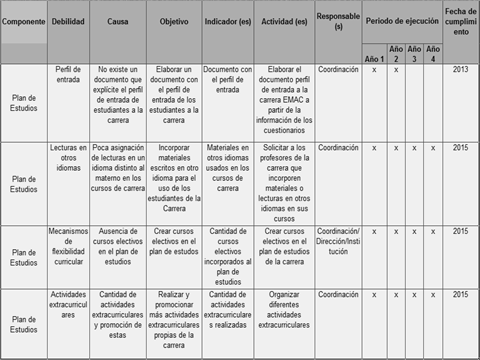 Componente Debilidad Causa Objetivo Indicador (es) Actividad (es) Responsable (s) Periodo de ejecución Fecha de cumplimiento
Año 1 Año 2 Año 3 Año 4
Plan de Estudios
Perfil de
entrada
No existe un
documento que
explicite el perfil
de entrada de
estudiantes a la
carrera
Elaborar un
documento con
el perfil de
entrada de los
estudiantes a la
carrera
Documento con
el perfil de
entrada
Elaborar el
documento perfil
de entrada a la
carrera EMAC a
partir de la
información de los
cuestionarios
Coordinación
x x
2013
Plan de
Estudios
Lecturas en
otros
idiomas
Poca asignación
de lecturas en un
idioma distinto al
materno en los
cursos de carrera
Incorporar
materiales
escritos en otro
idioma para el
uso de los
estudiantes de la
Carrera
Materiales en
otros idiomas
usados en los
cursos de
carrera
Solicitar a los
profesores de la
carrera que
incorporen
materiales o
lecturas en otros
idiomas en sus
cursos
Coordinación
x x x x
2015
Plan de
Estudios
Mecanismos
de
flexibilidad
curricular
Ausencia de
cursos electivos
en el plan de
estudios
Crear cursos
electivos en el
plan de estudos
Cantidad de
cursos
electivos
incorporados al
plan de
estudios
Crear cursos
electivos en el
plan de estudios
de la carrera
Coordinación/
Dirección/Insti
tución
x x x x
2015
Plan de
Estudios
Actividades
extracurricul
ares
Cantidad de
actividades
extracurriculares
y promoción de
estas
Realizar y
promocionar
más actividades
extracurriculares
propias de la
carrera
Cantidad de
actividades
extracurriculare
s realizadas
Organizar
diferentes
actividades
extracurriculares
Coordinación
x x x x
2015